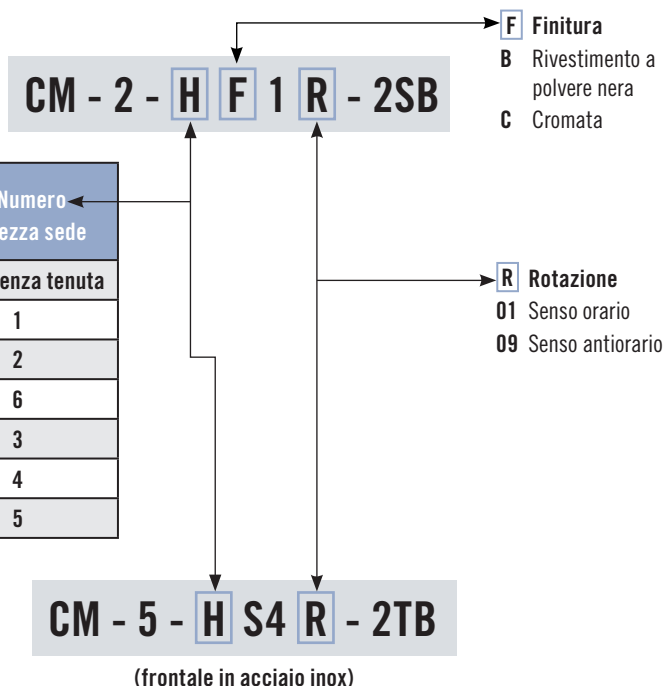 F Finitura
B Rivestimento a
polvere nera
C Cromata
CM - 2 - H F 1 R - 2SB
Numero
ezza sede
enza tenuta
1
2
6
3
4
5
R Rotazione
01 Senso orario
09 Senso antiorario
CM - 5 - H S4 R - 2TB
(frontale in acciaio inox)